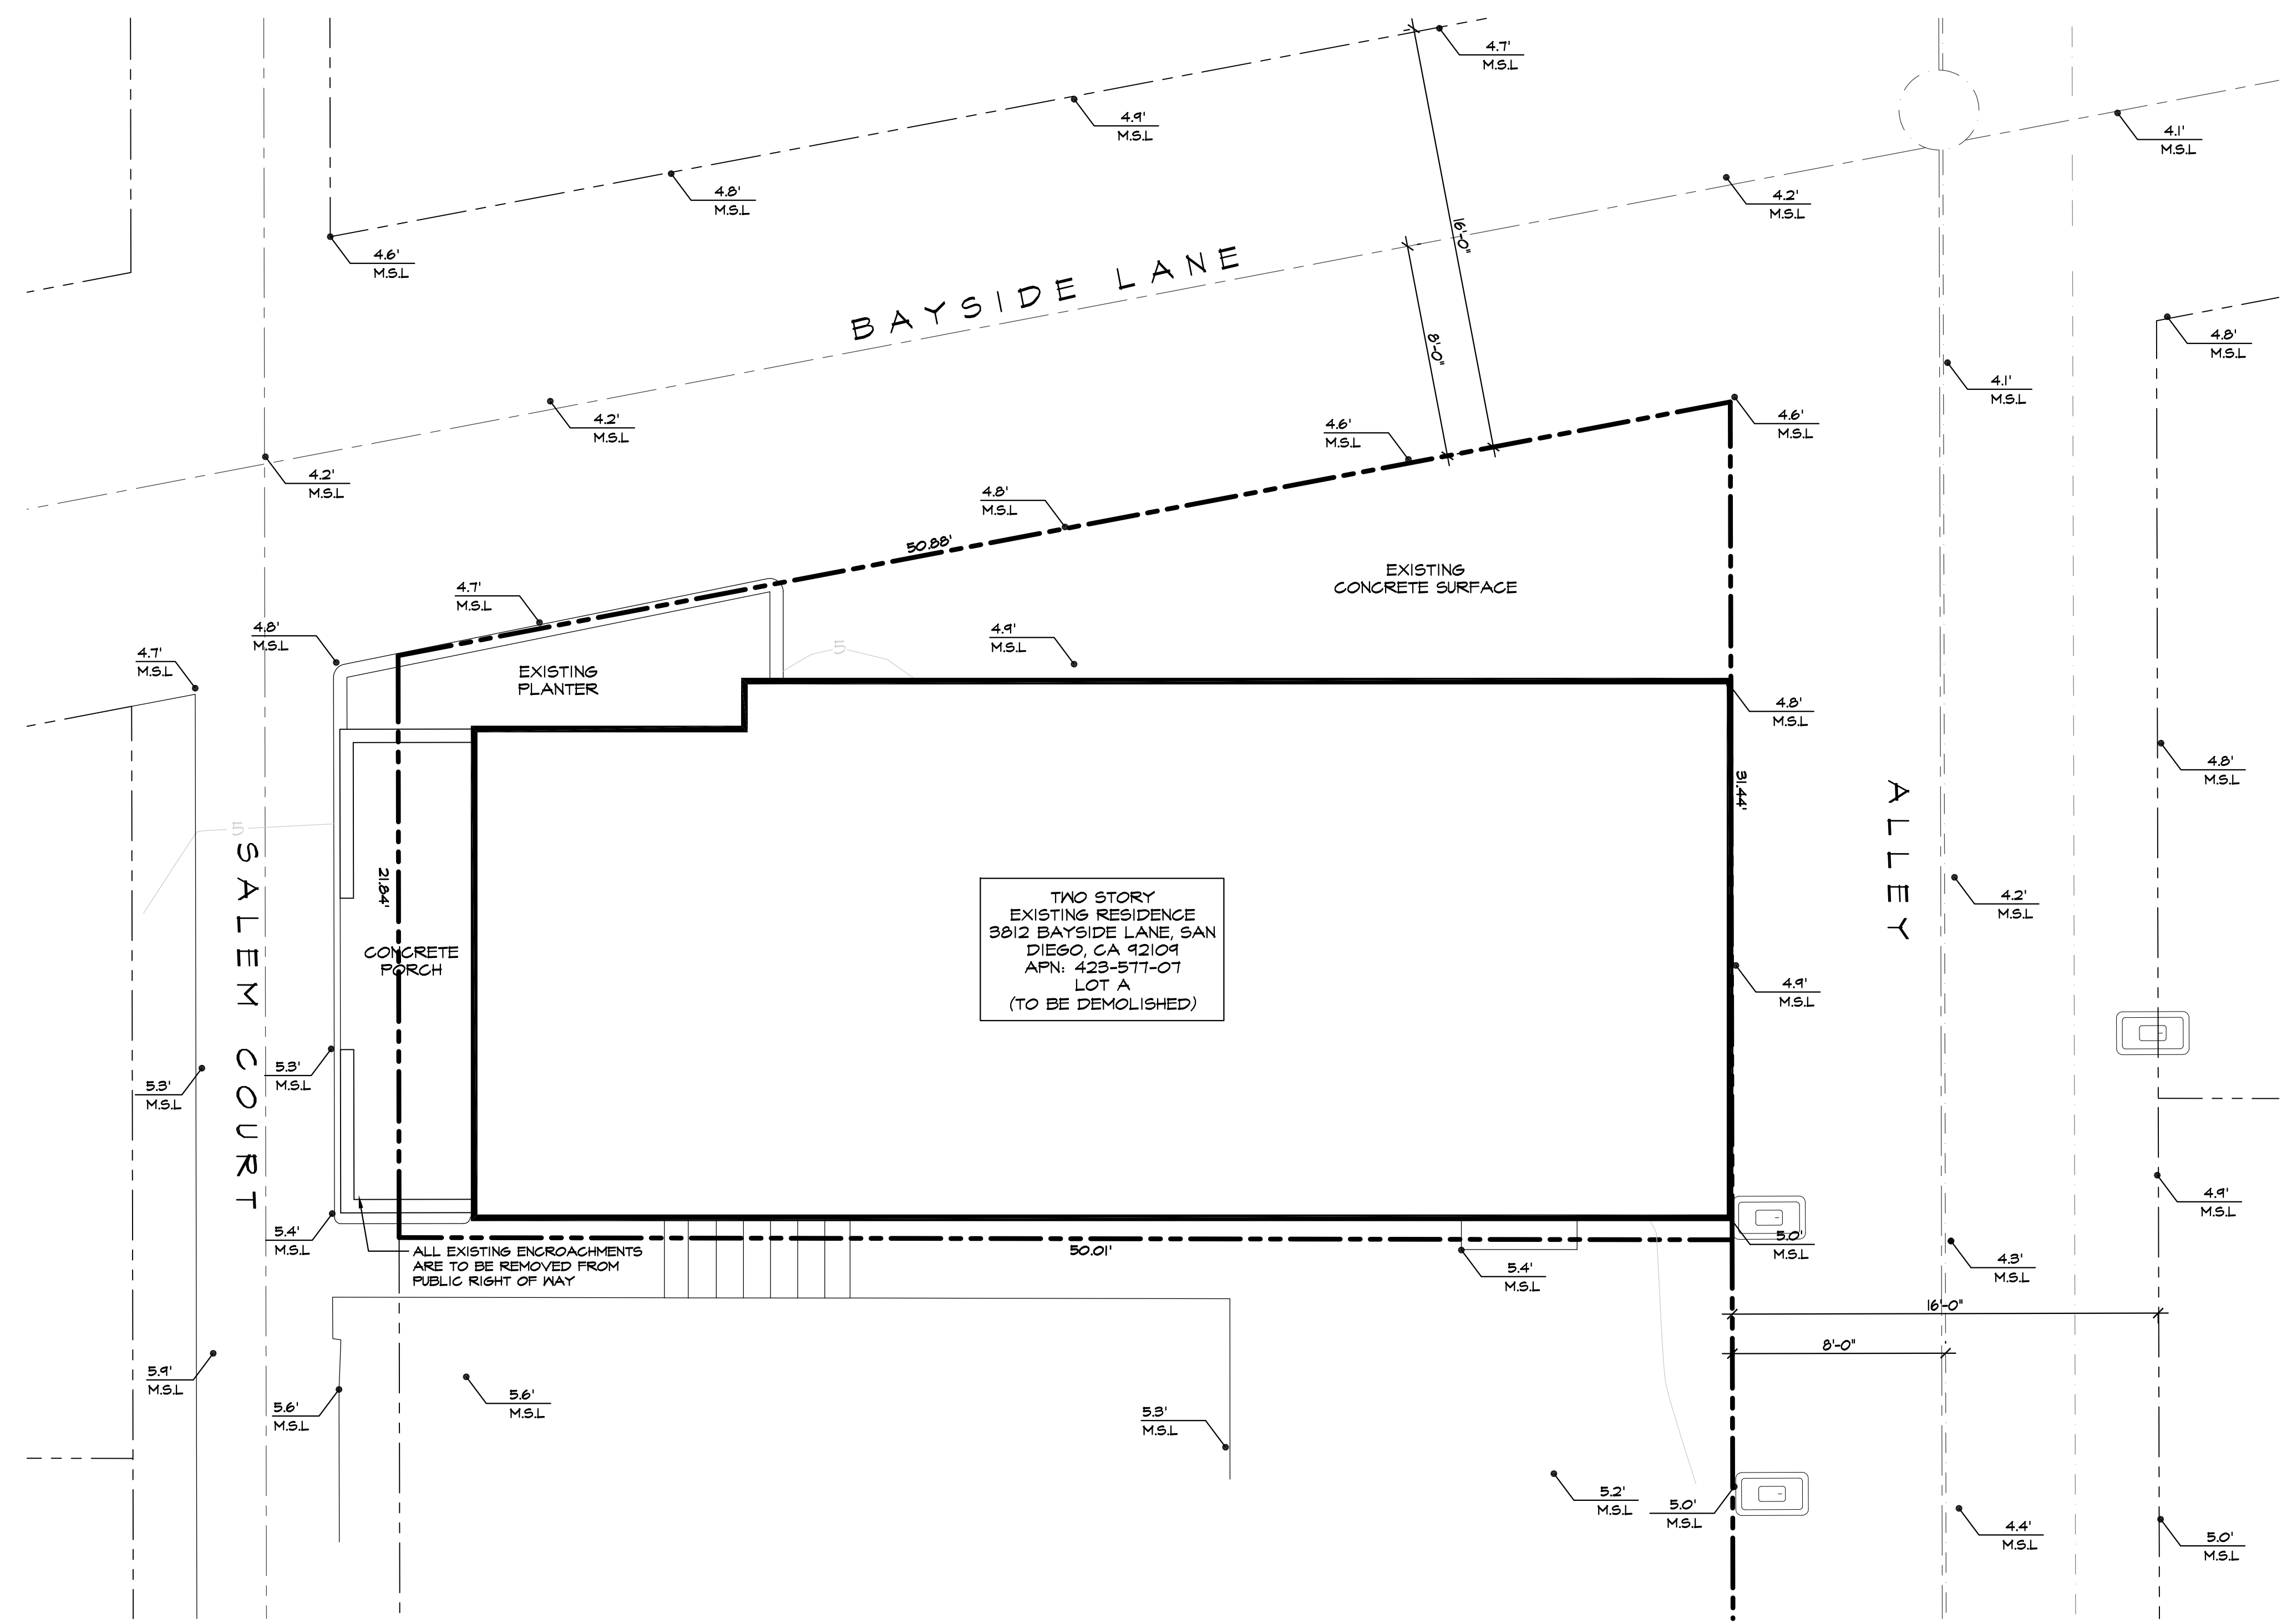 4.7'
M.S.L
4.9'
M.S.L
4.1'
M.S.L
4.8'
M.S.L
4.2'
M.S.L
4.6'
M.S.L
16'-0"
BAYSIDE LANE
8'-0"
4.8'
M.S.L
4.1'
M.S.L
4.2'
M.S.L
4.6'
M.S.L
4.6'
M.S.L
4.2'
M.S.L
4.8'
M.S.L
50.88'
EXISTING
CONCRETE SURFACE
4.7'
M.S.L
4.8'
M.S.L
4.9'
M.S.L
5
4.7'
M.S.L
EXISTING
PLANTER
4.8'
M.S.L
4.8'
M.S.L
31.44'
ALLEY
5
SALEM COURT
21.84'
CONCRETE
PORCH
TWO STORY
EXISTING RESIDENCE
3812 BAYSIDE LANE, SAN
DIEGO, CA 92109
APN: 423-577-07
LOT A
(TO BE DEMOLISHED)
4.2'
M.S.L
4.9'
M.S.L
5.3'
M.S.L
5.3'
M.S.L
4.9'
M.S.L
5.4'
M.S.L
5.0'
M.S.L
ALL EXISTING ENCROACHMENTS
ARE TO BE REMOVED FROM
PUBLIC RIGHT OF WAY
50.01'
5.4'
M.S.L
4.3'
M.S.L
16'-0"
8'-0"
5.9'
M.S.L
5.6'
M.S.L
5.6'
M.S.L
5.3'
M.S.L
5.2'
M.S.L
5.0'
M.S.L
4.4'
M.S.L
5.0'
M.S.L